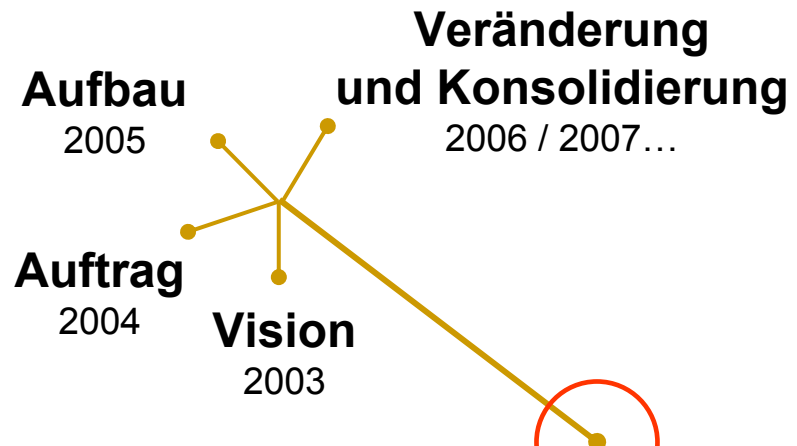 Veränderung
und Konsolidierung
2006 / 2007…
Aufbau
2005
Auftrag
2004
Vision
2003